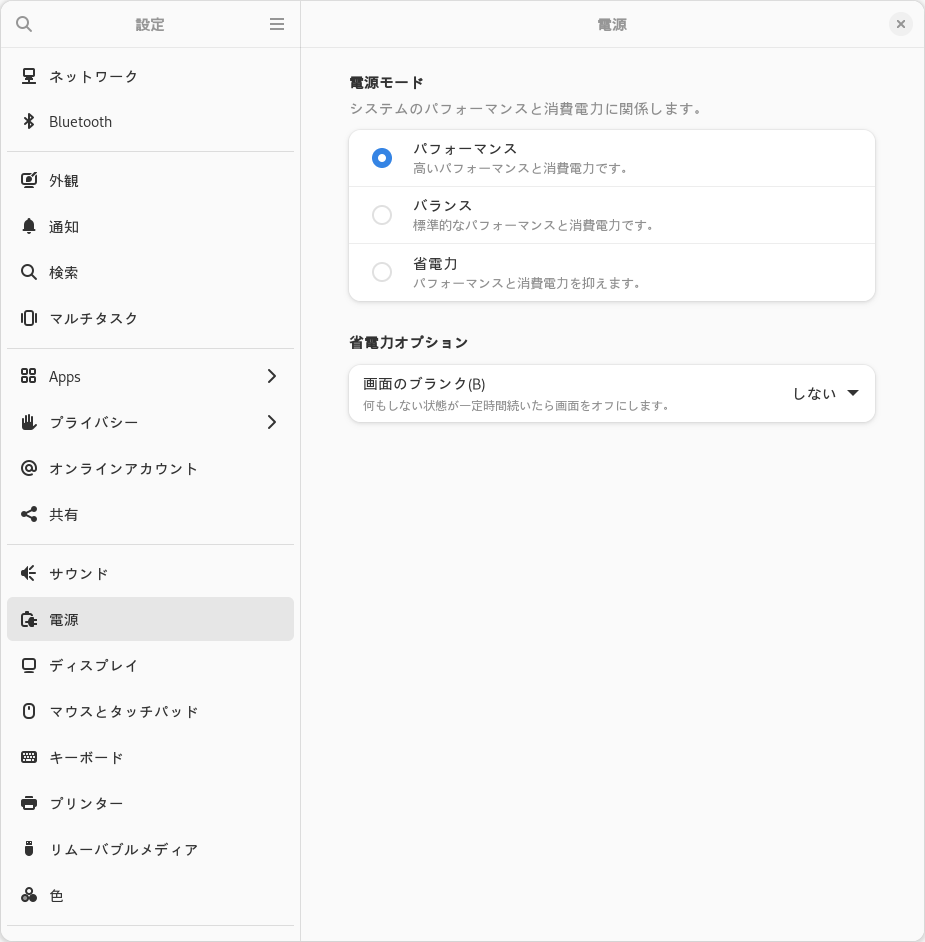 設定
ネットワーク
Bluetooth
外観
通知
検索
マルチタスク
Apps
プライバシー
オンラインアカウント
共有
サウンド
電源
ディスプレイ
マウスとタッチパッド
キーボード
プリンター
リムーバブルメディア
色
電源
電源モード
システムのパフォーマンスと消費電力に関係します。
パフォーマンス
高いパフォーマンスと消費電力です。
バランス
標準的なパフォーマンスと消費電力です。
省電力
パフォーマンスと消費電力を抑えます。
省電力オプション
画面のブランク(B)
何もしない状態が一定時間続いたら画面をオフにします。
しない